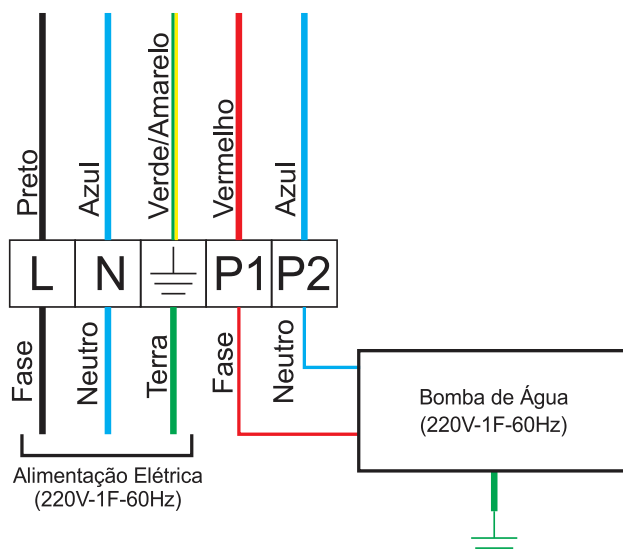 Preto
Azul
Verde/Amarelo
Vermelho
Azul
L
N
P1
P2
Fase
Neutro
Terra
Fase
Neutro
Bomba de Água
(220V-1F-60Hz)
Alimentação Elétrica
(220V-1F-60Hz)